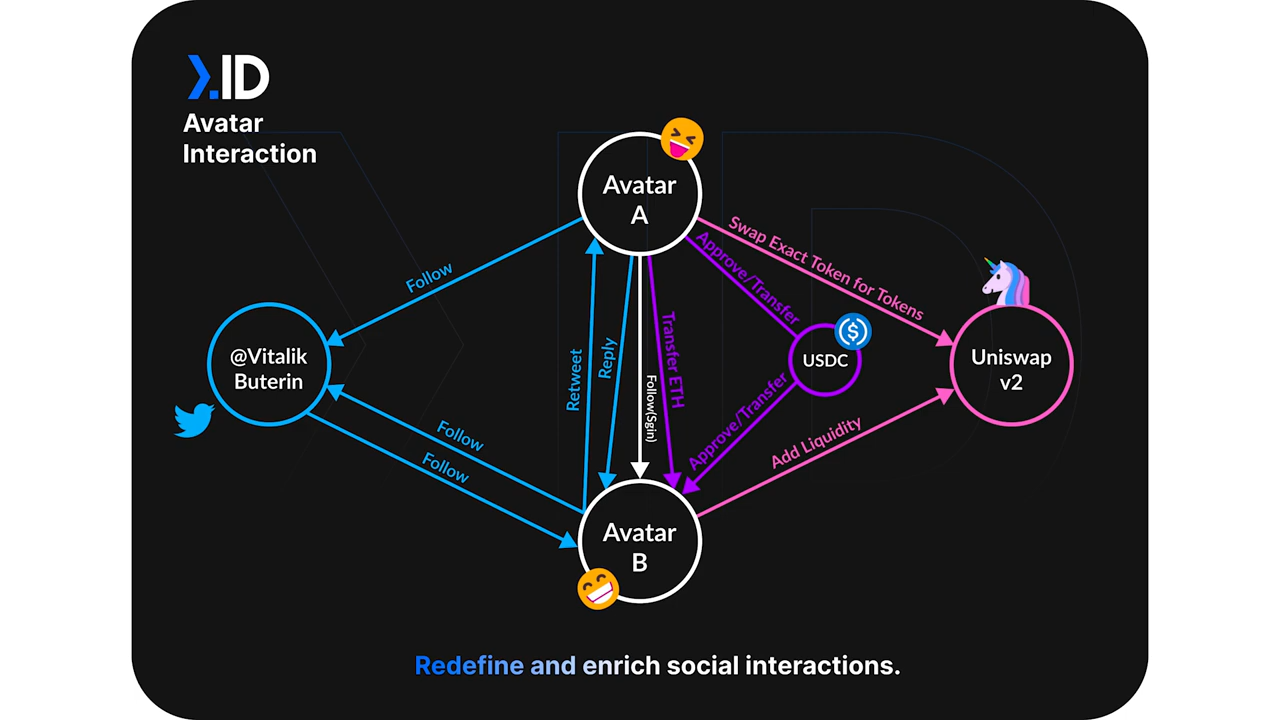 .ID
Avatar
Interaction
Avatar
A
Follow
Swap Exact Token for Tokens
Approve/Transfer
@Vitalik
Buterin
Retweet
Reply
Follow(Sgin)
Transfer ETH
USDC
Uniswap
v2
Approve/Transfer
Follow
Follow
Add Liquidity
Avatar
B
Redefine and enrich social interactions.